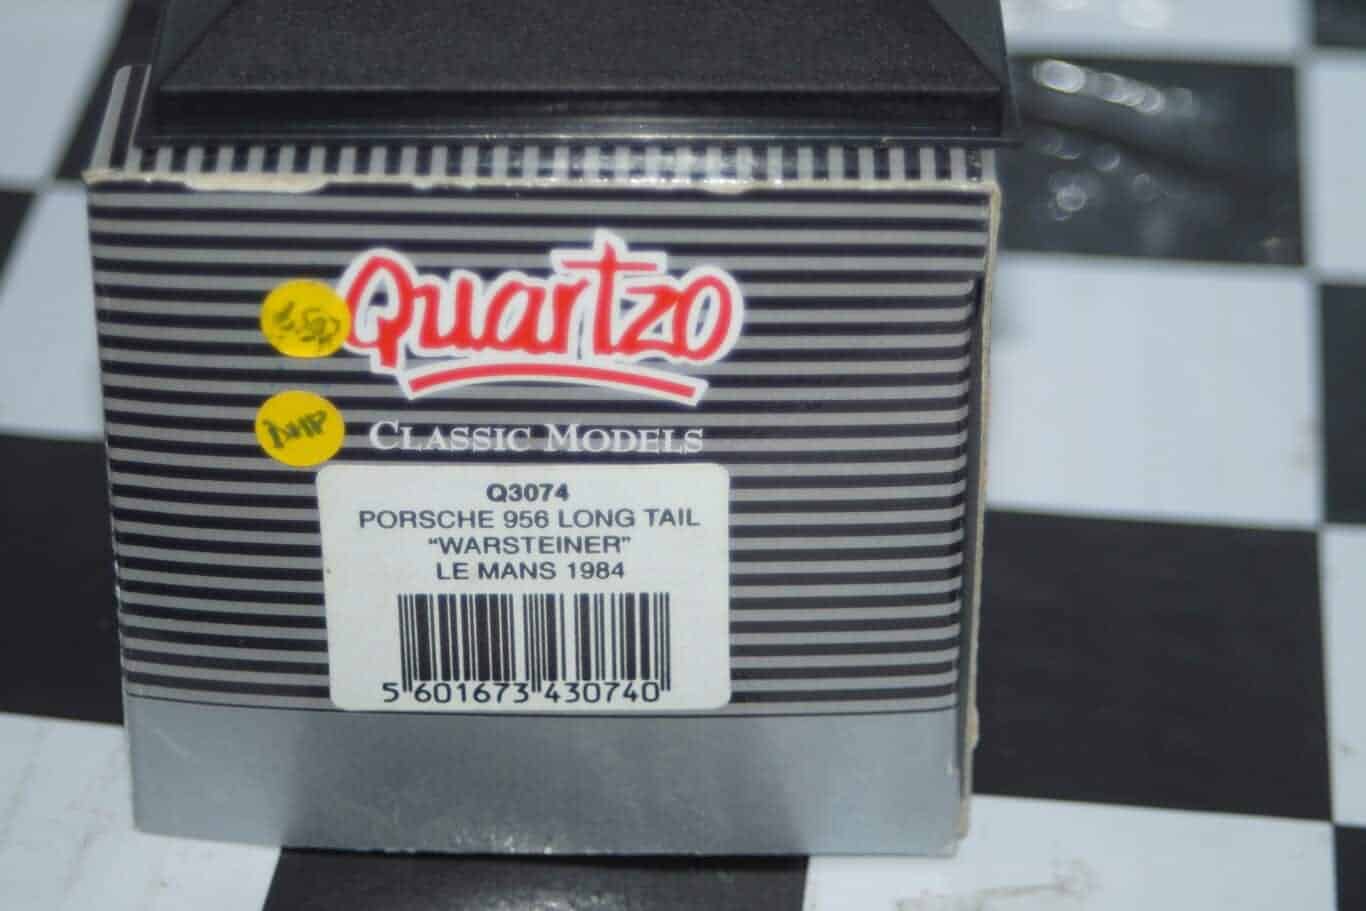 Quartzo
CLASSIC MODELS
Q3074
PORSCHE 956 LONG TAIL
“WARSTEINER”
LE MANS 1984
5 601673 430740